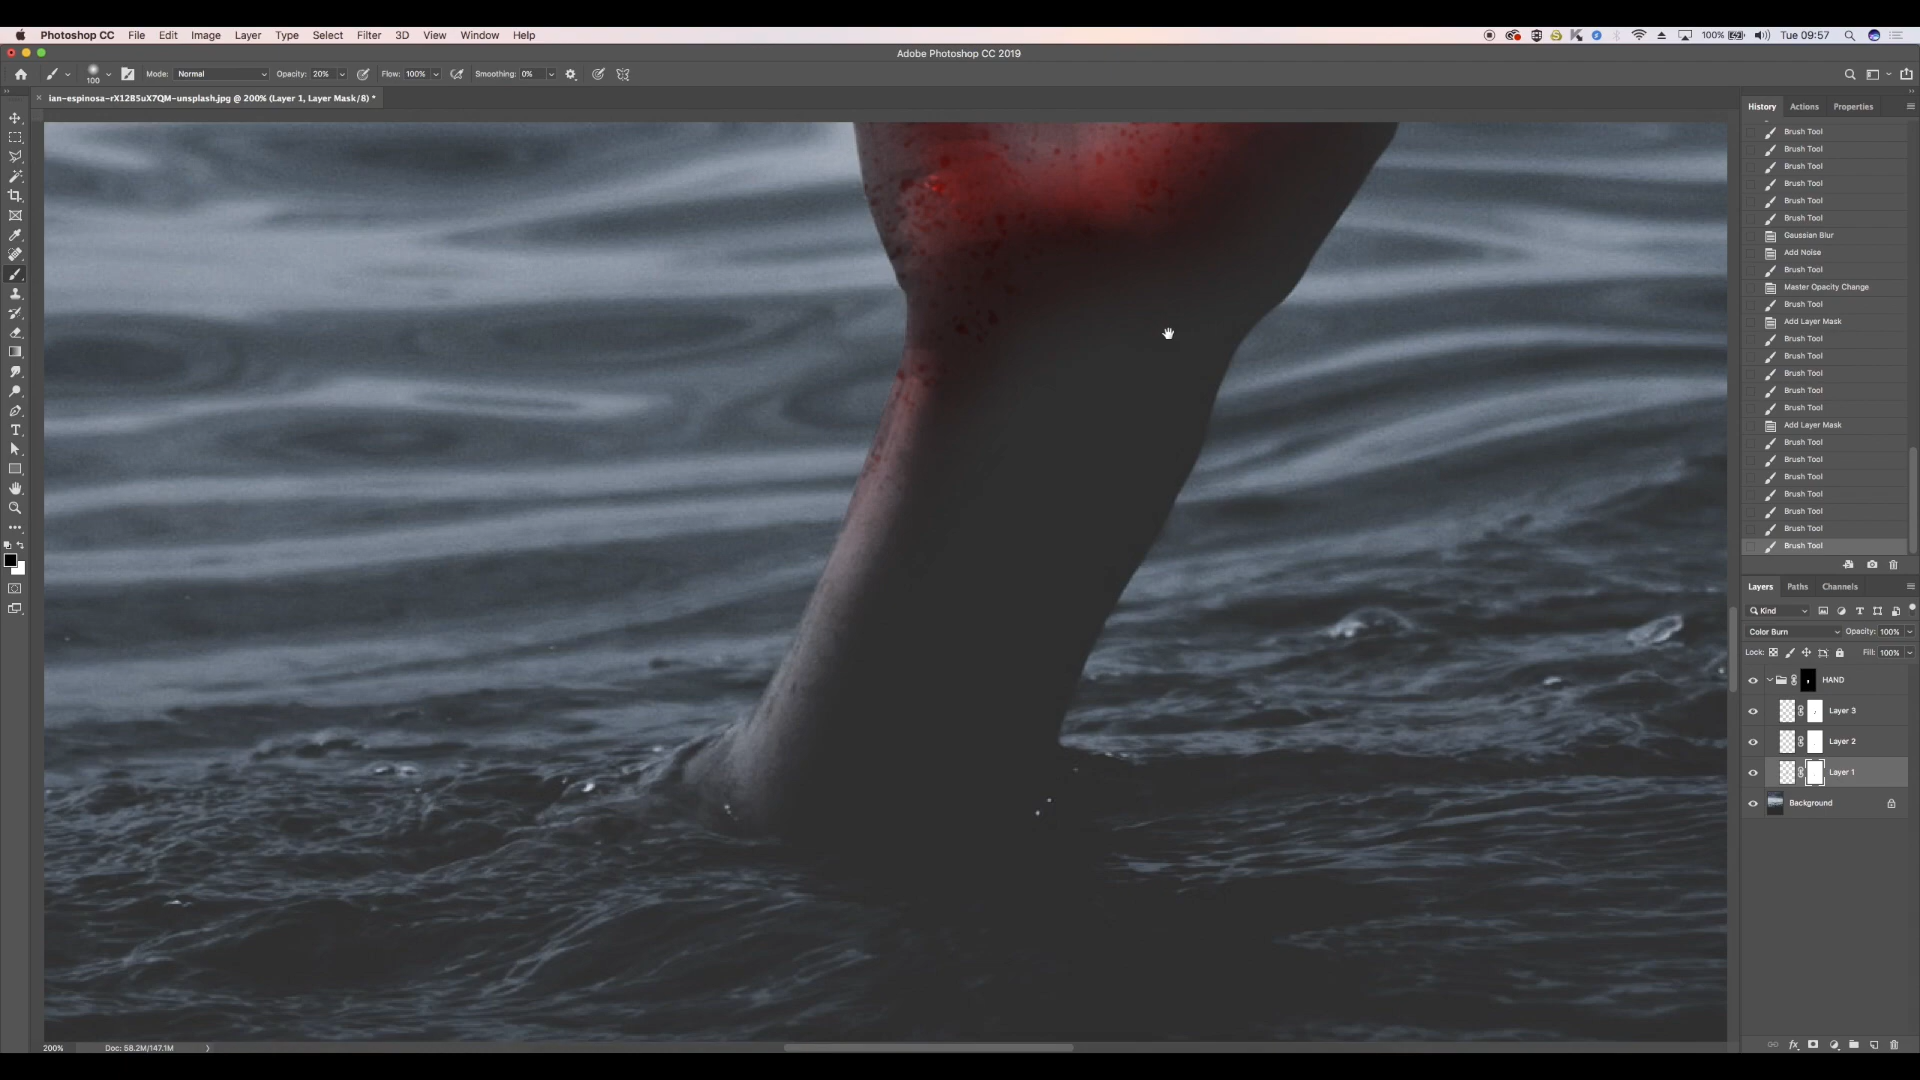 Photoshop CC File Edit Image Layer Type Select Filter 3D View Window Help 100% Tue 09:57
Adobe Photoshop CC 2019
100 Mode: Normal Opacity: 20% Flow: 100% Smoothing: 0%
ian-espinosa-rX12B5uX7QM-unsplash.jpg @ 200% (Layer 1, Layer Mask/8) *
History Actions Properties
Brush Tool
Brush Tool
Brush Tool
Brush Tool
Brush Tool
Brush Tool
Gaussian Blur
Add Noise
Brush Tool
Master Opacity Change
Brush Tool
Add Layer Mask
Brush Tool
Brush Tool
Brush Tool
Brush Tool
Brush Tool
Add Layer Mask
Brush Tool
Brush Tool
Brush Tool
Brush Tool
Brush Tool
Brush Tool
Brush Tool
Layers Paths Channels
Kind
Color Burn Opacity: 100%
Lock: Fill: 100%
HAND
Layer 3
Layer 2
Layer 1
Background
200% Doc: 58.2M/147.1M